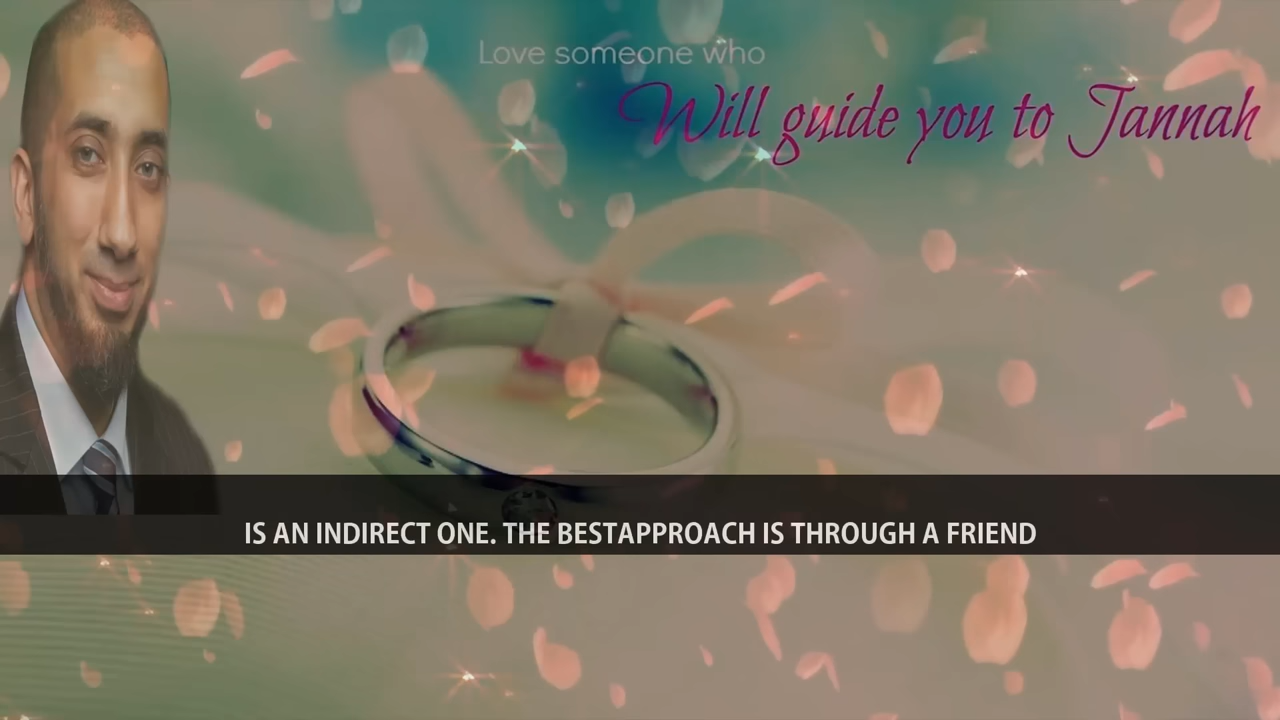 Love someone who
Will guide you to Jannah
IS AN INDIRECT ONE. THE BESTAPPROACH IS THROUGH A FRIEND